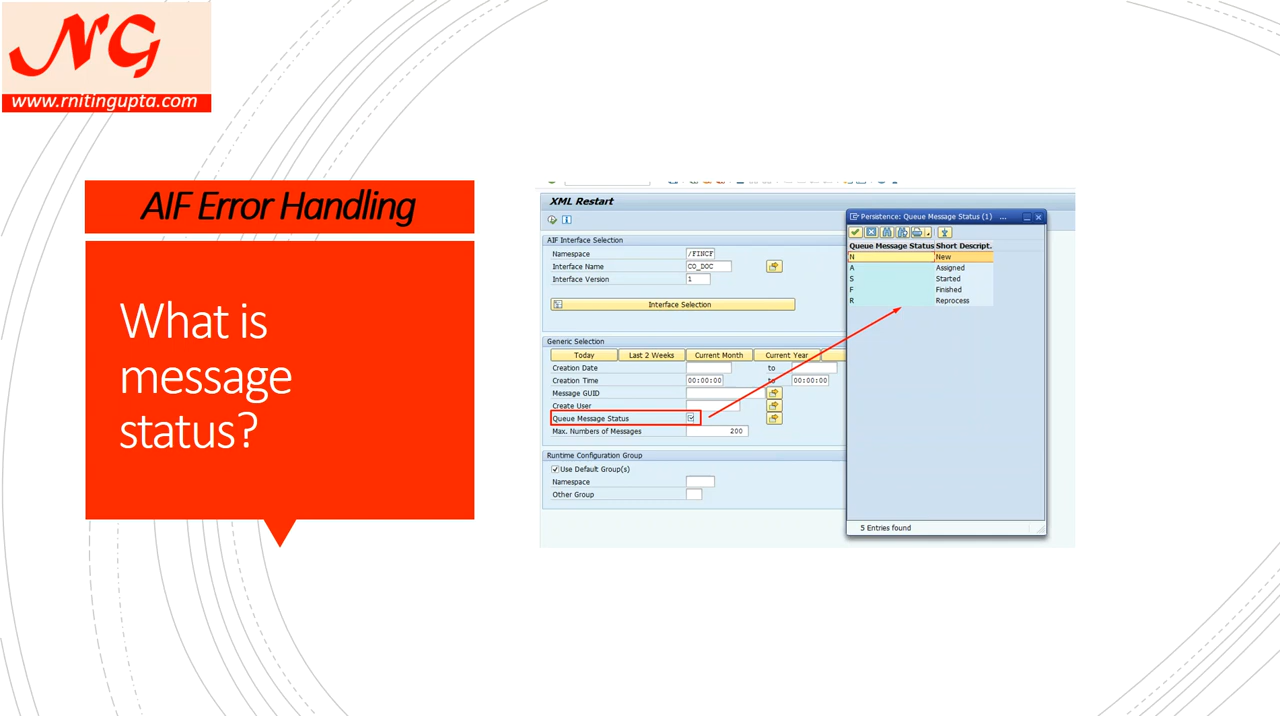 NG
www.rnitingupta.com
AIF Error Handling
What is
message
status?
XML Restart
AIF Interface Selection
Namespace /FINCF
Interface Name CO_DOC
Interface Version 1
Interface Selection
Generic Selection
Today Last 2 Weeks Current Month Current Year
Creation Date to
Creation Time 00:00:00 to 00:00:00
Message GUID
Create User
Queue Message Status
Max. Numbers of Messages 200
Runtime Configuration Group
Use Default Group(s)
Namespace
Other Group
Persistence: Queue Message Status (1) ...
Queue Message Status Short Descript.
N New
A Assigned
S Started
F Finished
R Reprocess
5 Entries found